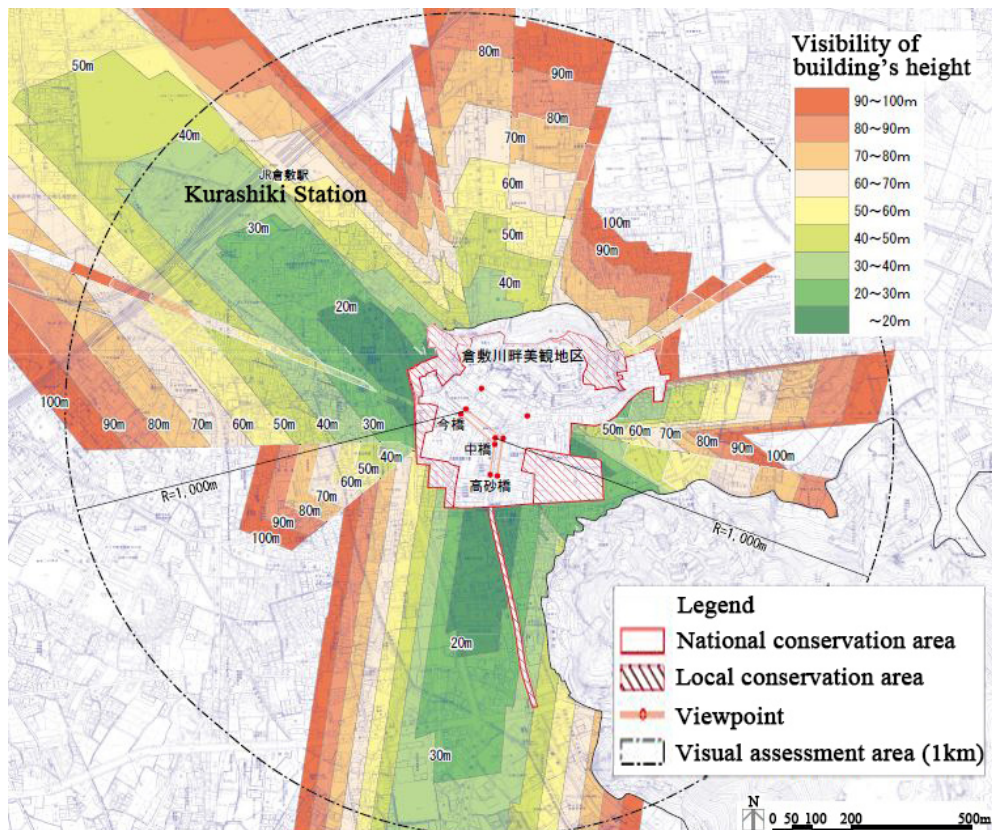 80m
90m
80m
70m
60m
50m
40m
100m
90m
50m
40m
JR倉敷駅
Kurashiki Station
30m
20m
Visibility of
building's height
90～100m
80～90m
70～80m
60～70m
50～60m
40～50m
30～40m
20～30m
～20m
倉敷川畔美観地区
今橋
中橋
高砂橋
100m
90m
80m
70m
60m
50m
40m
30m
40m
50m
60m
70m
80m
90m
100m
R=1,000m
50m
60m
70m
80m
90m
100m
R=1,000m
20m
30m
Legend
National conservation area
Local conservation area
Viewpoint
Visual assessment area (1km)
N
0 50 100 200 500m